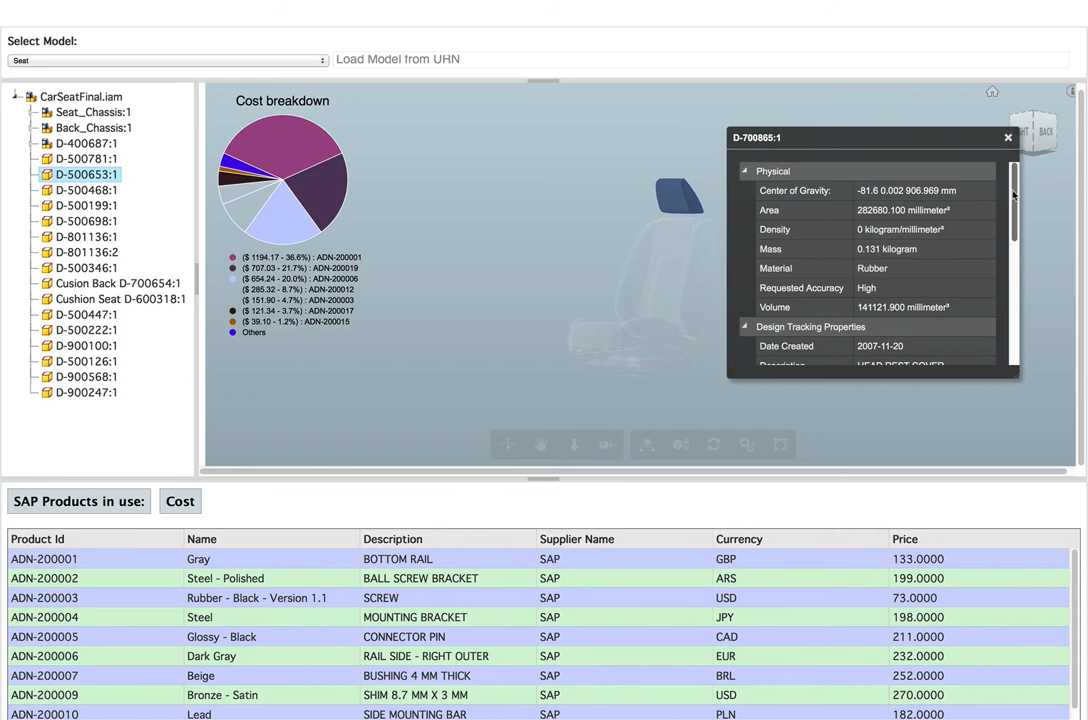 Select Model:
Seat
Load Model from URN
CarSeatFinal.iam
Seat_Chassis:1
Back_Chassis:1
D-400687:1
D-500781:1
D-500653:1
D-500468:1
D-500199:1
D-500698:1
D-801136:1
D-801136:2
D-500346:1
Cusion Back D-700654:1
Cushion Seat D-600318:1
D-500447:1
D-500222:1
D-900100:1
D-500126:1
D-900568:1
D-900247:1
Cost breakdown
($ 1194.17 - 36.6%) : ADN-200001
($ 707.03 - 21.7%) : ADN-200019
($ 654.24 - 20.0%) : ADN-200006
($ 285.32 - 8.7%) : ADN-200012
($ 151.90 - 4.7%) : ADN-200003
($ 121.34 - 3.7%) : ADN-200017
($ 39.10 - 1.2%) : ADN-200015
Others
BACK
D-700865:1
Physical
Center of Gravity: -81.6 0.002 906.969 mm
Area 282680.100 millimeter²
Density 0 kilogram/millimeter³
Mass 0.131 kilogram
Material Rubber
Requested Accuracy High
Volume 141121.900 millimeter³
Design Tracking Properties
Date Created 2007-11-20
Description HEAD REST COVER
SAP Products in use: Cost
Product Id Name Description Supplier Name Currency Price
ADN-200001 Gray BOTTOM RAIL SAP GBP 133.0000
ADN-200002 Steel - Polished BALL SCREW BRACKET SAP ARS 199.0000
ADN-200003 Rubber - Black - Version 1.1 SCREW SAP USD 73.0000
ADN-200004 Steel MOUNTING BRACKET SAP JPY 198.0000
ADN-200005 Glossy - Black CONNECTOR PIN SAP CAD 211.0000
ADN-200006 Dark Gray RAIL SIDE - RIGHT OUTER SAP EUR 232.0000
ADN-200007 Beige BUSHING 4 MM THICK SAP BRL 252.0000
ADN-200009 Bronze - Satin SHIM 8.7 MM X 3 MM SAP USD 270.0000
ADN-200010 Lead SIDE MOUNTING BAR SAP PLN 182.0000